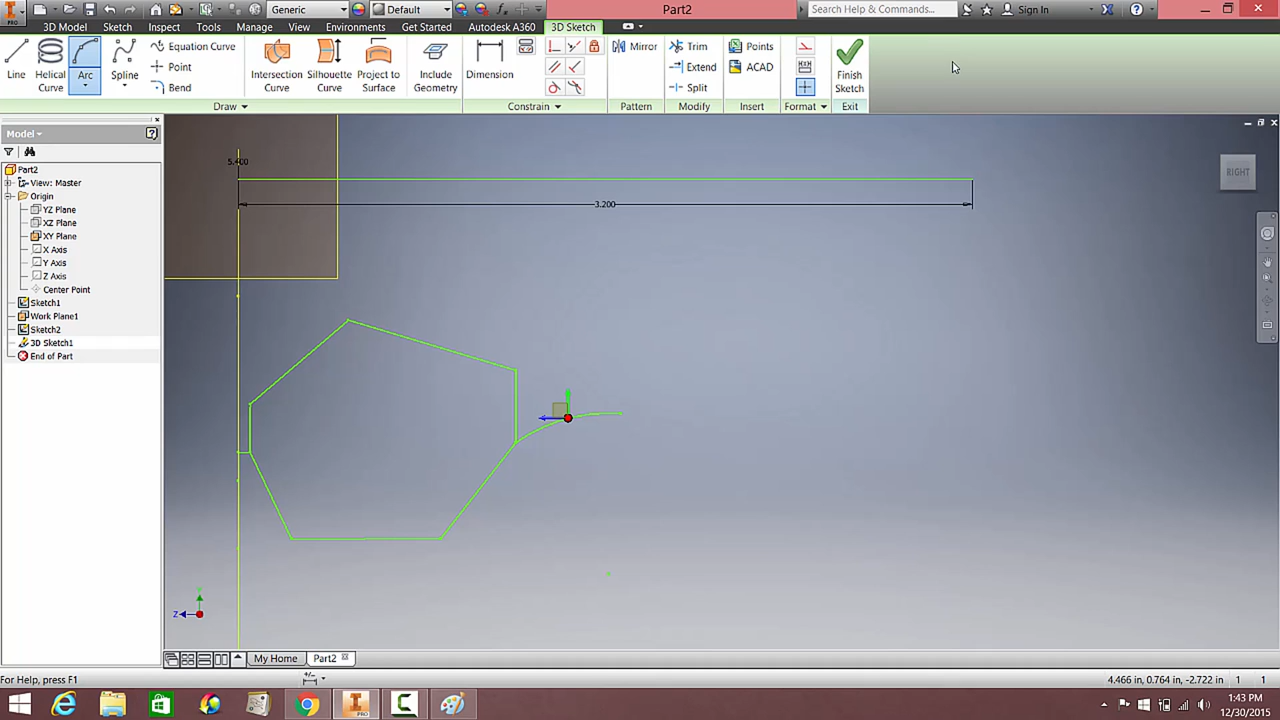 Generic
Default
Part2
Search Help & Commands...
Sign In
PRO
3D Model
Sketch
Inspect
Tools
Manage
View
Environments
Get Started
Autodesk A360
3D Sketch
Line
Helical Curve
Arc
Spline
Equation Curve
Point
Bend
Intersection Curve
Silhouette Curve
Project to Surface
Include Geometry
Dimension
Mirror
Trim
Extend
Split
Points
ACAD
Finish Sketch
Draw
Constrain
Pattern
Modify
Insert
Format
Exit
Model
Part2
View: Master
Origin
YZ Plane
XZ Plane
XY Plane
X Axis
Y Axis
Z Axis
Center Point
Sketch1
Work Plane1
Sketch2
3D Sketch1
End of Part
3.200
RIGHT
Z
My Home
Part2
For Help, press F1
4.466 in, 0.764 in, -2.722 in
1
1
PRO
1:43 PM
12/30/2015